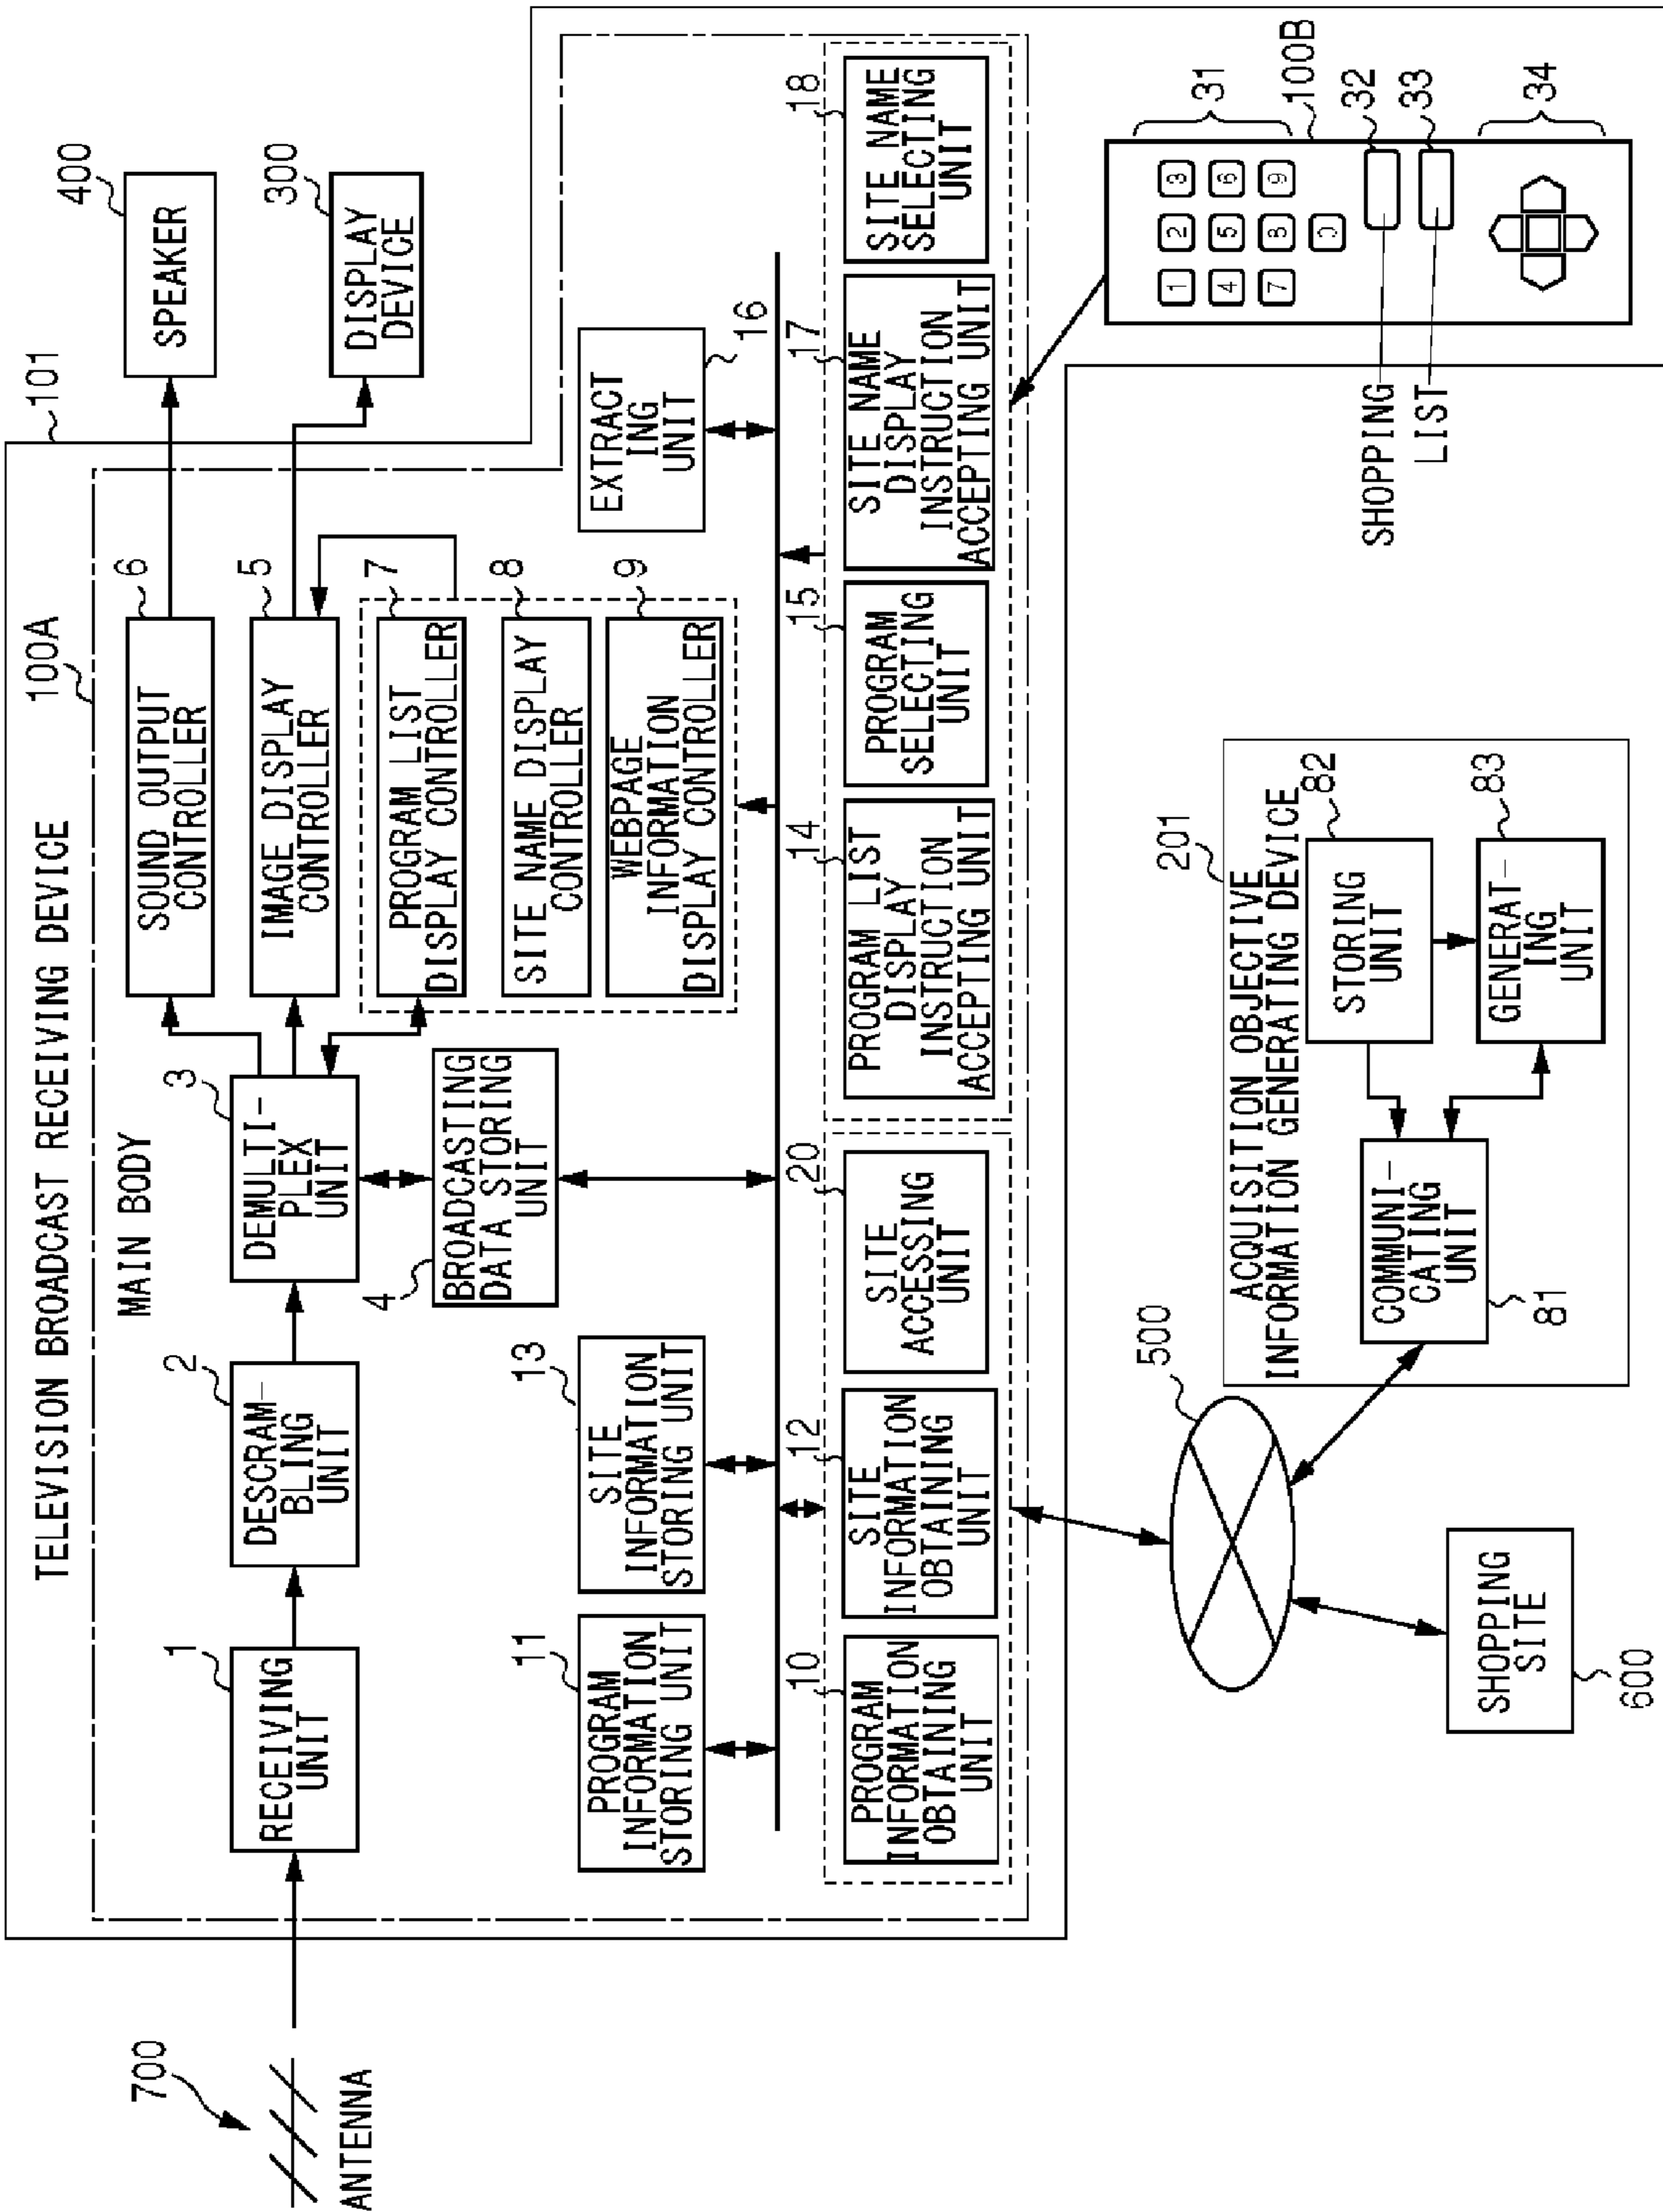 TELEVISION BROADCAST RECEIVING DEVICE
100A
101
MAIN BODY
700
ANTENNA
1
RECEIVING
UNIT
2
DESCRAM-
BLING
UNIT
3
DEMULTI-
PLEX
UNIT
4
BROADCASTING
DATA STORING
UNIT
6
SOUND OUTPUT
CONTROLLER
5
IMAGE DISPLAY
CONTROLLER
7
PROGRAM LIST
DISPLAY CONTROLLER
8
SITE NAME DISPLAY
CONTROLLER
9
WEBPAGE
INFORMATION
DISPLAY CONTROLLER
400
SPEAKER
300
DISPLAY
DEVICE
11
PROGRAM
INFORMATION
STORING UNIT
13
SITE
INFORMATION
STORING UNIT
EXTRACT
ING
UNIT
16
10
PROGRAM
INFORMATION
OBTAINING
UNIT
12
SITE
INFORMATION
OBTAINING
UNIT
20
SITE
ACCESSING
UNIT
14
PROGRAM LIST
DISPLAY
INSTRUCTION
ACCEPTING UNIT
15
PROGRAM
SELECTING
UNIT
17
SITE NAME
DISPLAY
INSTRUCTION
ACCEPTING UNIT
18
SITE NAME
SELECTING
UNIT
500
SHOPPING
SITE
600
201
ACQUISITION OBJECTIVE
INFORMATION GENERATING DEVICE
COMMUNI-
CATING
UNIT
81
STORING
UNIT
82
GENERAT-
ING
UNIT
83
1 2 3
4 5 6
7 8 9
0
31
100B
32
33
34
SHOPPING
LIST